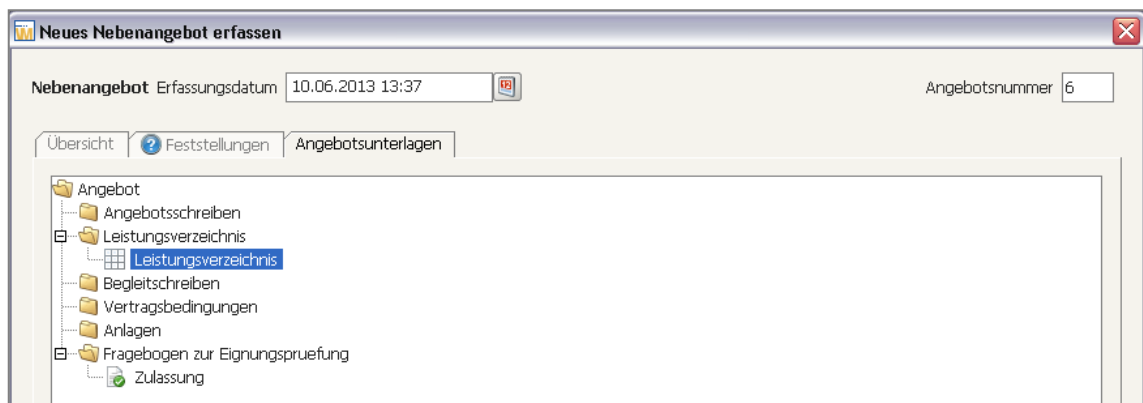 Neues Nebenangebot erfassen
Nebenangebot Erfassungsdatum 10.06.2013 13:37 Angebotsnummer 6
Übersicht Feststellungen Angebotsunterlagen
Angebot
Angebotsschreiben
Leistungsverzeichnis
Leistungsverzeichnis
Begleitschreiben
Vertragsbedingungen
Anlagen
Fragebogen zur Eignungspruefung
Zulassung